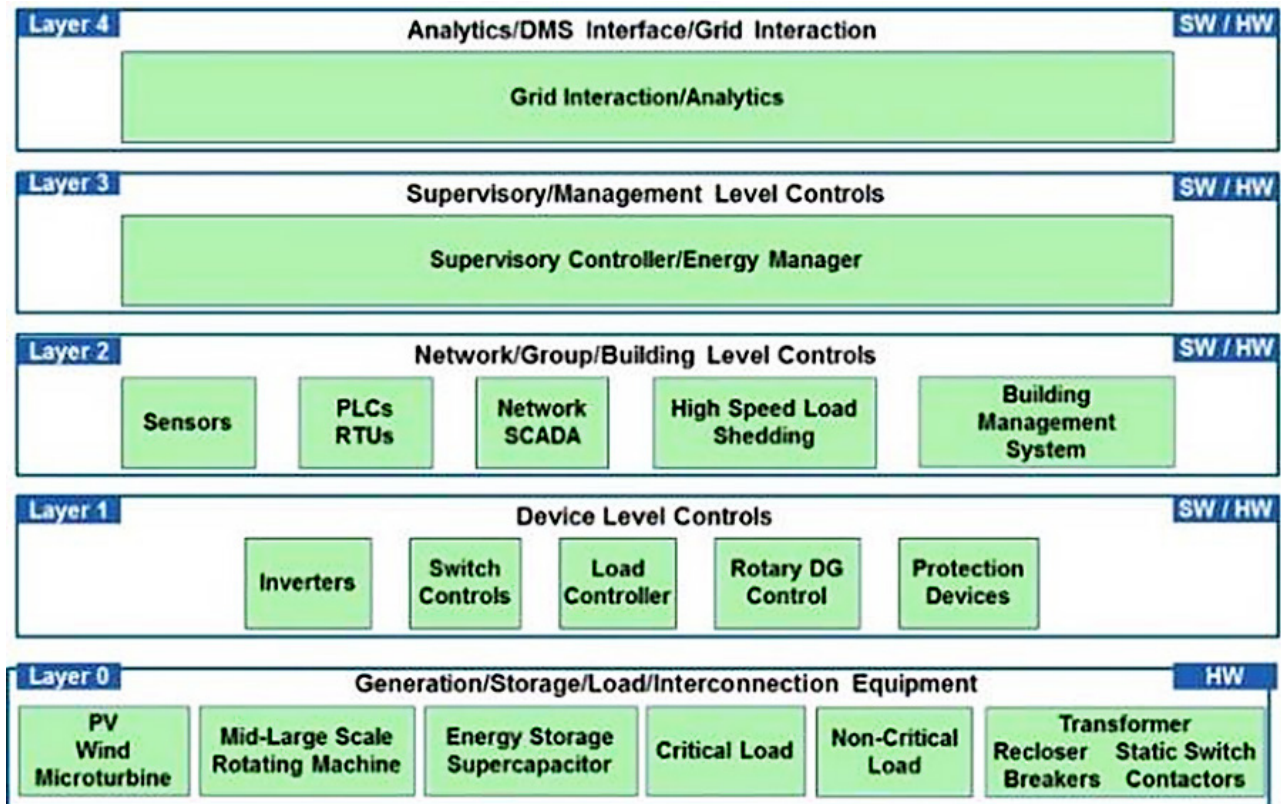 Layer 4
Analytics/DMS Interface/Grid Interaction
SW / HW
Grid Interaction/Analytics
Layer 3
Supervisory/Management Level Controls
SW / HW
Supervisory Controller/Energy Manager
Layer 2
Network/Group/Building Level Controls
SW / HW
Sensors
PLCs
RTUs
Network
SCADA
High Speed Load
Shedding
Building
Management
System
Layer 1
Device Level Controls
SW / HW
Inverters
Switch
Controls
Load
Controller
Rotary DG
Control
Protection
Devices
Layer 0
Generation/Storage/Load/Interconnection Equipment
HW
PV
Wind
Microturbine
Mid-Large Scale
Rotating Machine
Energy Storage
Supercapacitor
Critical Load
Non-Critical
Load
Transformer
Recloser Static Switch
Breakers Contactors